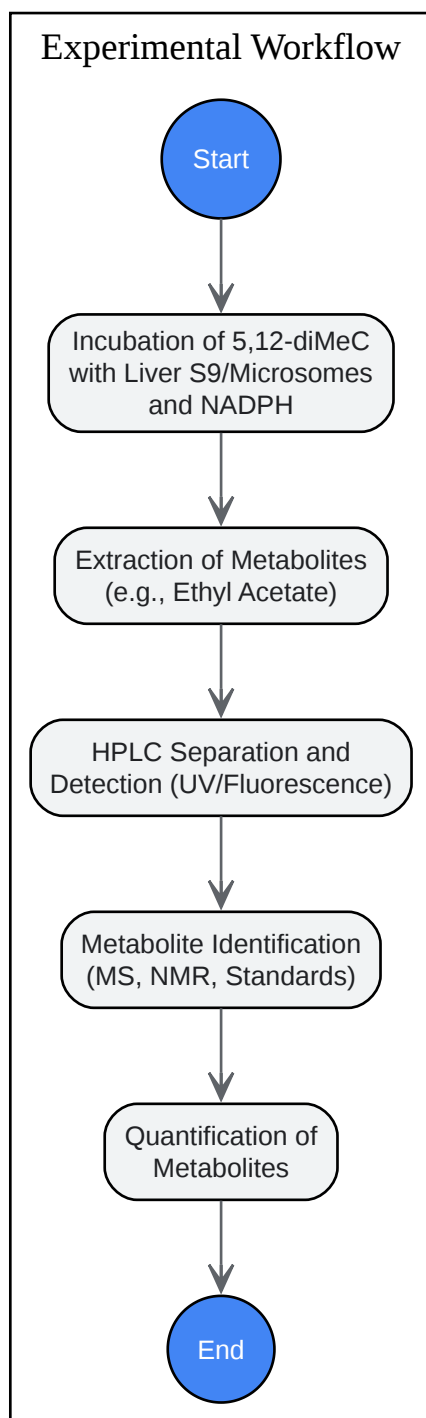 Experimental Workflow
Start
Incubation of 5,12-diMeC
with Liver S9/Microsomes
and NADPH
Extraction of Metabolites
(e.g., Ethyl Acetate)
HPLC Separation and
Detection (UV/Fluorescence)
Metabolite Identification
(MS, NMR, Standards)
Quantification of
Metabolites
End